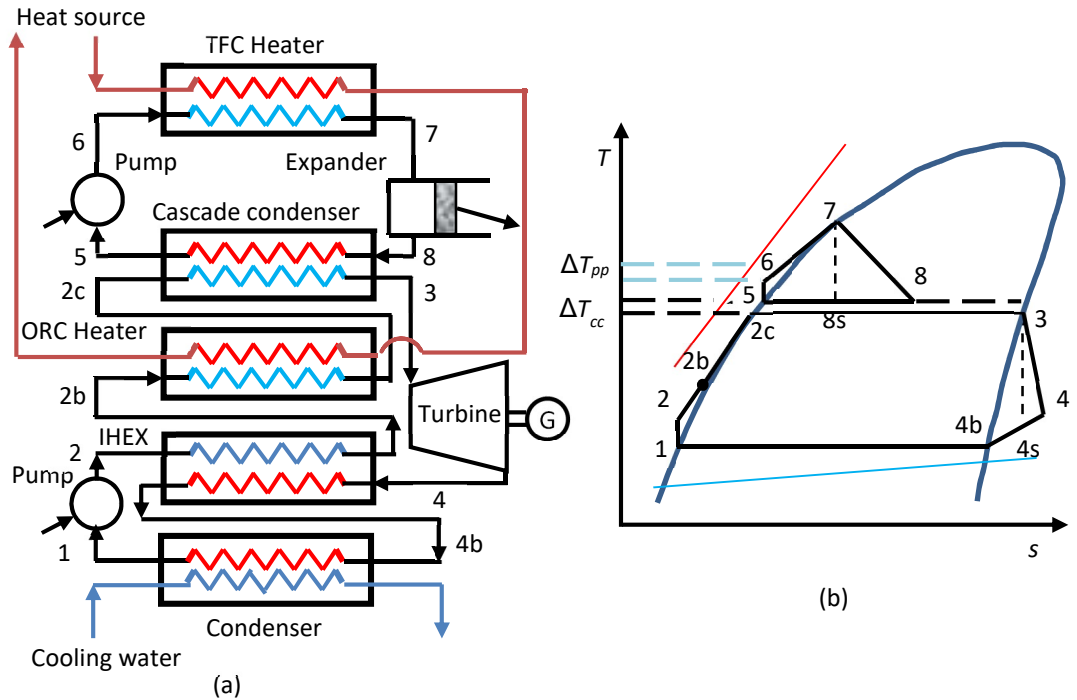 Heat source
TFC Heater
6
7
Pump
Expander
Cascade condenser
5
8
2c
3
ORC Heater
2b
Turbine
G
IHEX
2
Pump
4
1
4b
Condenser
Cooling water
(a)
T
7
ΔTpp
6
8
5
ΔTcc
8s
3
2c
2b
2
4
4b
1
4s
s
(b)